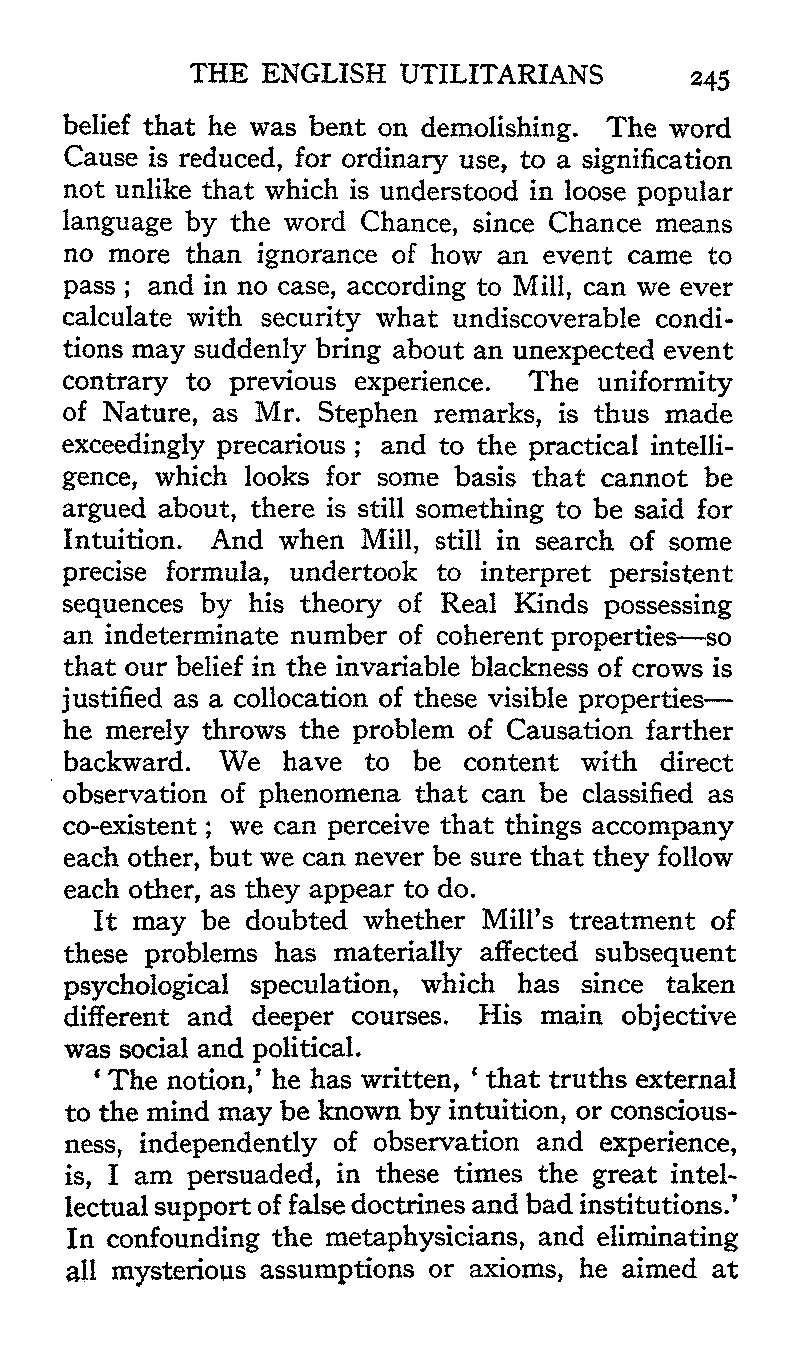 THE ENGLISH UTILITARIANS 245
belief that he was bent on demolishing. The word
Cause is reduced, for ordinary use, to a signification
not unlike that which is understood in loose popular
language by the word Chance, since Chance means
no more than ignorance of how an event came to
pass ; and in no case, according to Mill, can we ever
calculate with security what undiscoverable condi-
tions may suddenly bring about an unexpected event
contrary to previous experience. The uniformity
of Nature, as Mr. Stephen remarks, is thus made
exceedingly precarious ; and to the practical intelli-
gence, which looks for some basis that cannot be
argued about, there is still something to be said for
Intuition. And when Mill, still in search of some
precise formula, undertook to interpret persistent
sequences by his theory of Real Kinds possessing
an indeterminate number of coherent properties—so
that our belief in the invariable blackness of crows is
justified as a collocation of these visible properties—
he merely throws the problem of Causation farther
backward. We have to be content with direct
observation of phenomena that can be classified as
co-existent ; we can perceive that things accompany
each other, but we can never be sure that they follow
each other, as they appear to do.
It may be doubted whether Mill's treatment of
these problems has materially affected subsequent
psychological speculation, which has since taken
different and deeper courses. His main objective
was social and political.
‘ The notion,’ he has written, ‘ that truths external
to the mind may be known by intuition, or conscious-
ness, independently of observation and experience,
is, I am persuaded, in these times the great intel-
lectual support of false doctrines and bad institutions.’
In confounding the metaphysicians, and eliminating
all mysterious assumptions or axioms, he aimed at